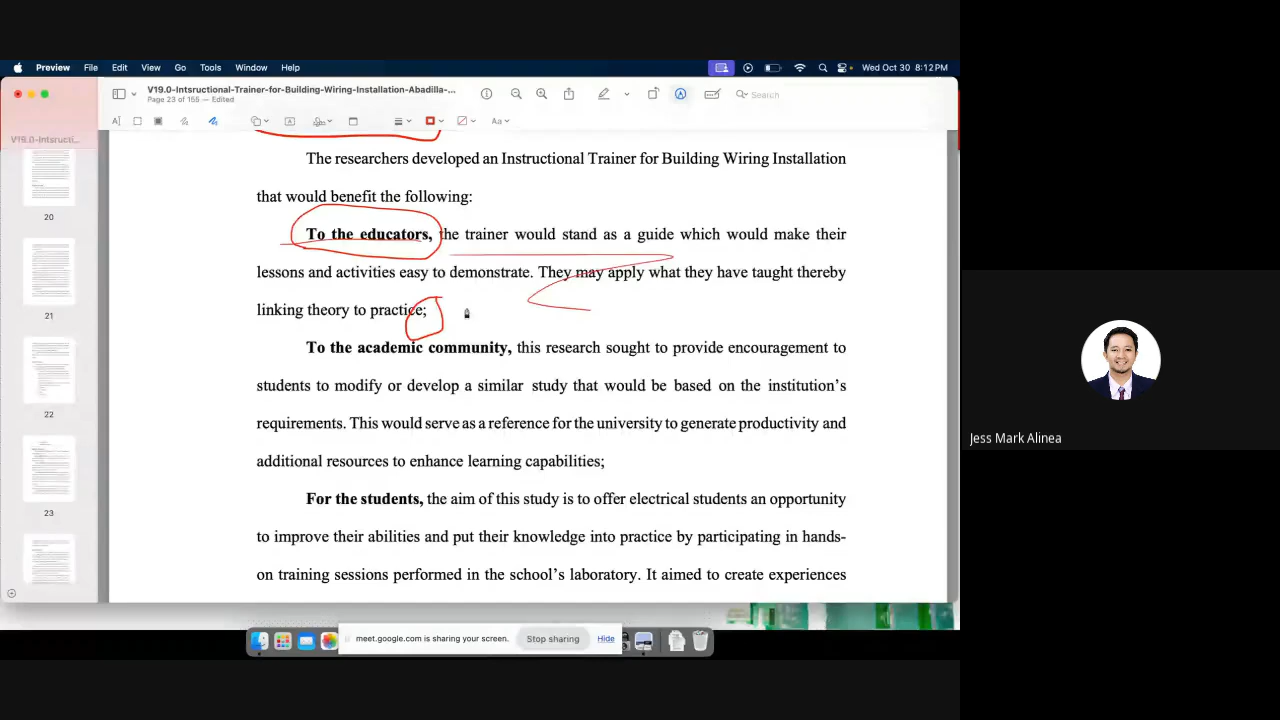 Preview File Edit View Go Tools Window Help Wed Oct 30 8:12 PM
V19.0-Intsructional-Trainer-for-Building-Wiring-Installation-Abadilla-...
Page 23 of 155 — Edited
Search
Aa
V19.0-Intsructi...
20
21
22
23
The researchers developed an Instructional Trainer for Building Wiring Installation
that would benefit the following:
To the educators, the trainer would stand as a guide which would make their
lessons and activities easy to demonstrate. They may apply what they have taught thereby
linking theory to practice;
To the academic community, this research sought to provide encouragement to
students to modify or develop a similar study that would be based on the institution's
requirements. This would serve as a reference for the university to generate productivity and
additional resources to enhance learning capabilities;
For the students, the aim of this study is to offer electrical students an opportunity
to improve their abilities and put their knowledge into practice by participating in hands-
on training sessions performed in the school's laboratory. It aimed to create experiences
meet.google.com is sharing your screen. Stop sharing Hide
Jess Mark Alinea